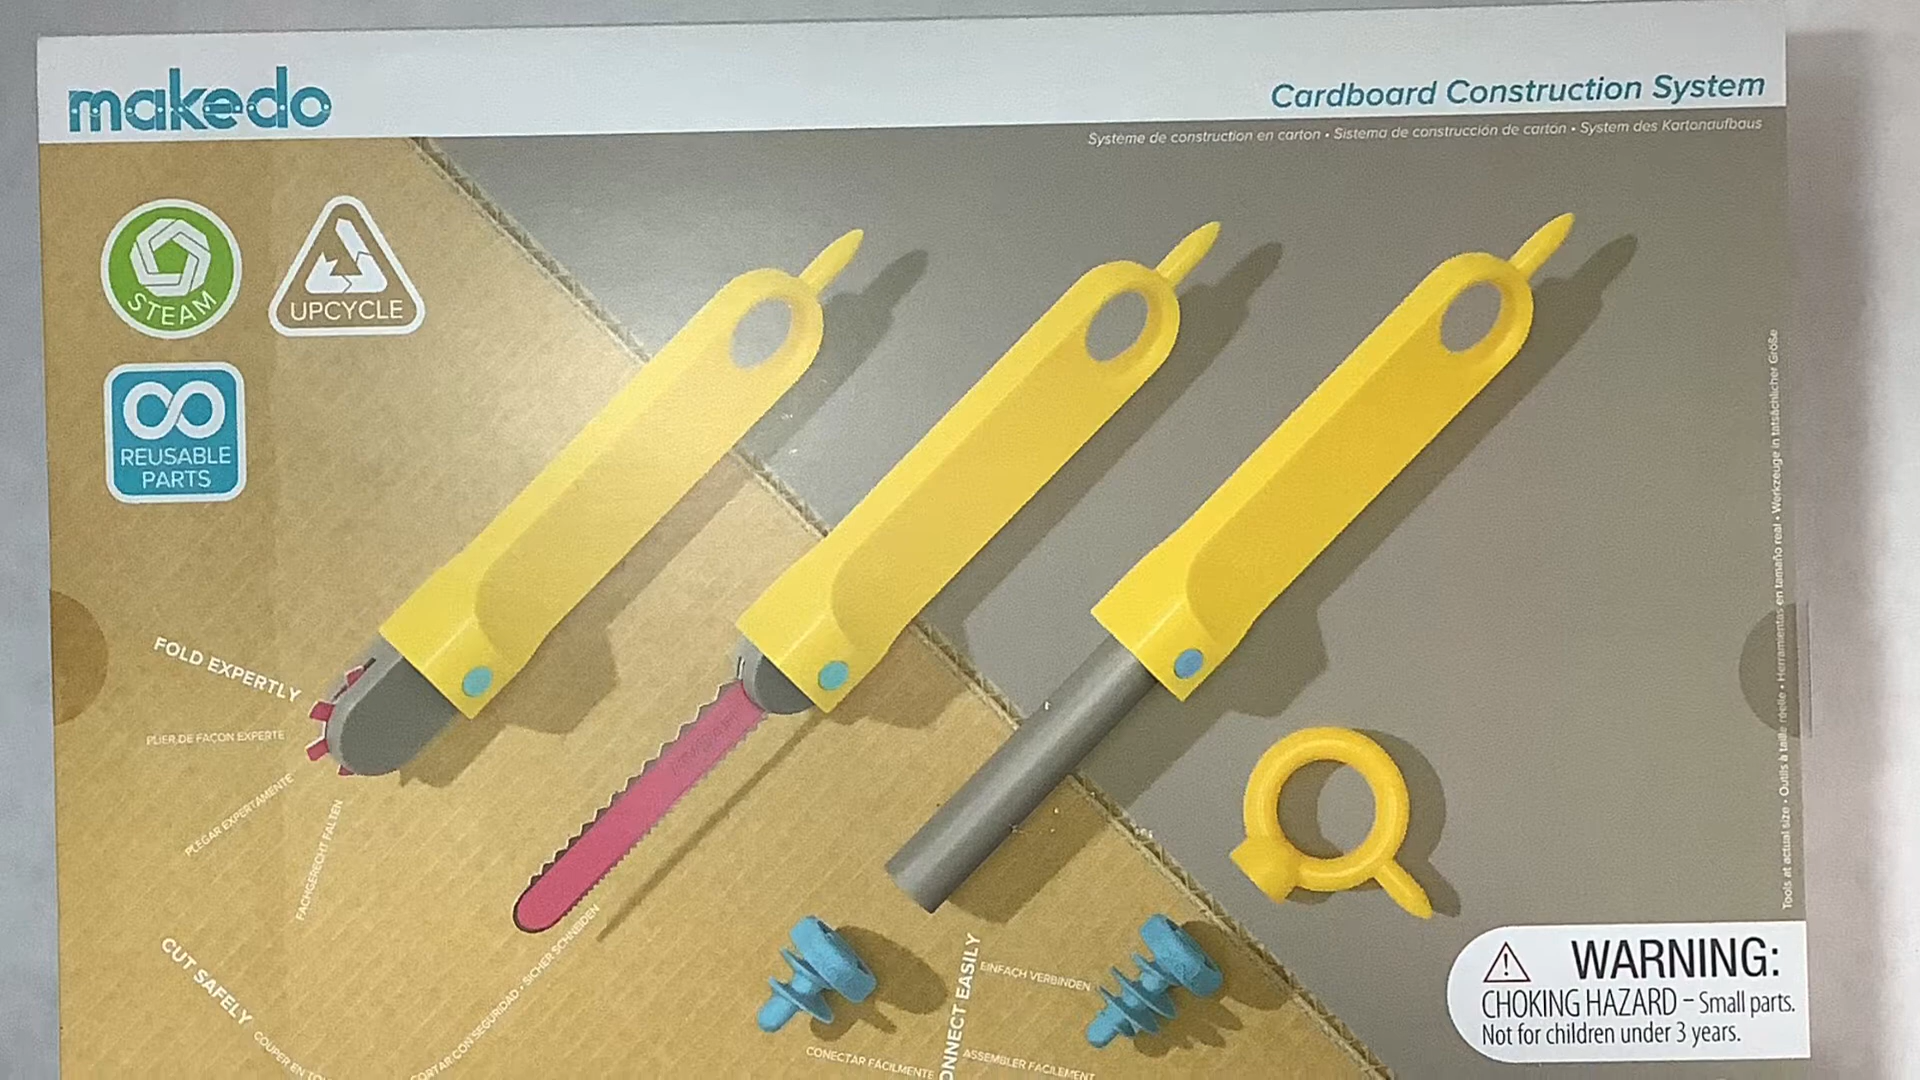 makedo
Cardboard Construction System
Système de construction en carton • Sistema de construcción de cartón • System des Kartonaufbaus
STEAM
UPCYCLE
REUSABLE
PARTS
FOLD EXPERTLY
PLIER DE FAÇON EXPERTE
PLEGAR EXPERTAMENTE
FACHGERECHT FALTEN
CUT SAFELY
COUPER EN
CORTAR CON SEGURIDAD • SICHER SCHNEIDEN
CONNECT EASILY
EINFACH VERBINDEN
CONECTAR FÁCILMENTE
ASSEMBLER FACILEMENT
Tools at actual size • Outils à taille réelle • Herramientas en tamaño real • Werkzeuge in tatsächlicher Größe
WARNING:
CHOKING HAZARD – Small parts.
Not for children under 3 years.